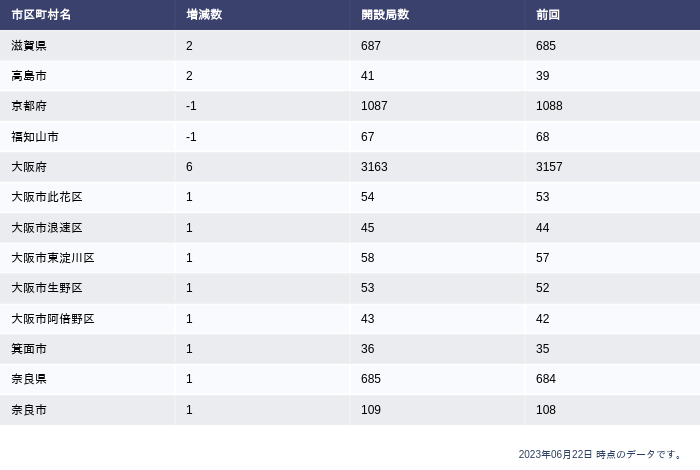 市区町村名 増減数 開設局数 前回
滋賀県 2 687 685
高島市 2 41 39
京都府 -1 1087 1088
福知山市 -1 67 68
大阪府 6 3163 3157
大阪市此花区 1 54 53
大阪市浪速区 1 45 44
大阪市東淀川区 1 58 57
大阪市生野区 1 53 52
大阪市阿倍野区 1 43 42
箕面市 1 36 35
奈良県 1 685 684
奈良市 1 109 108
2023年06月22日 時点のデータです。